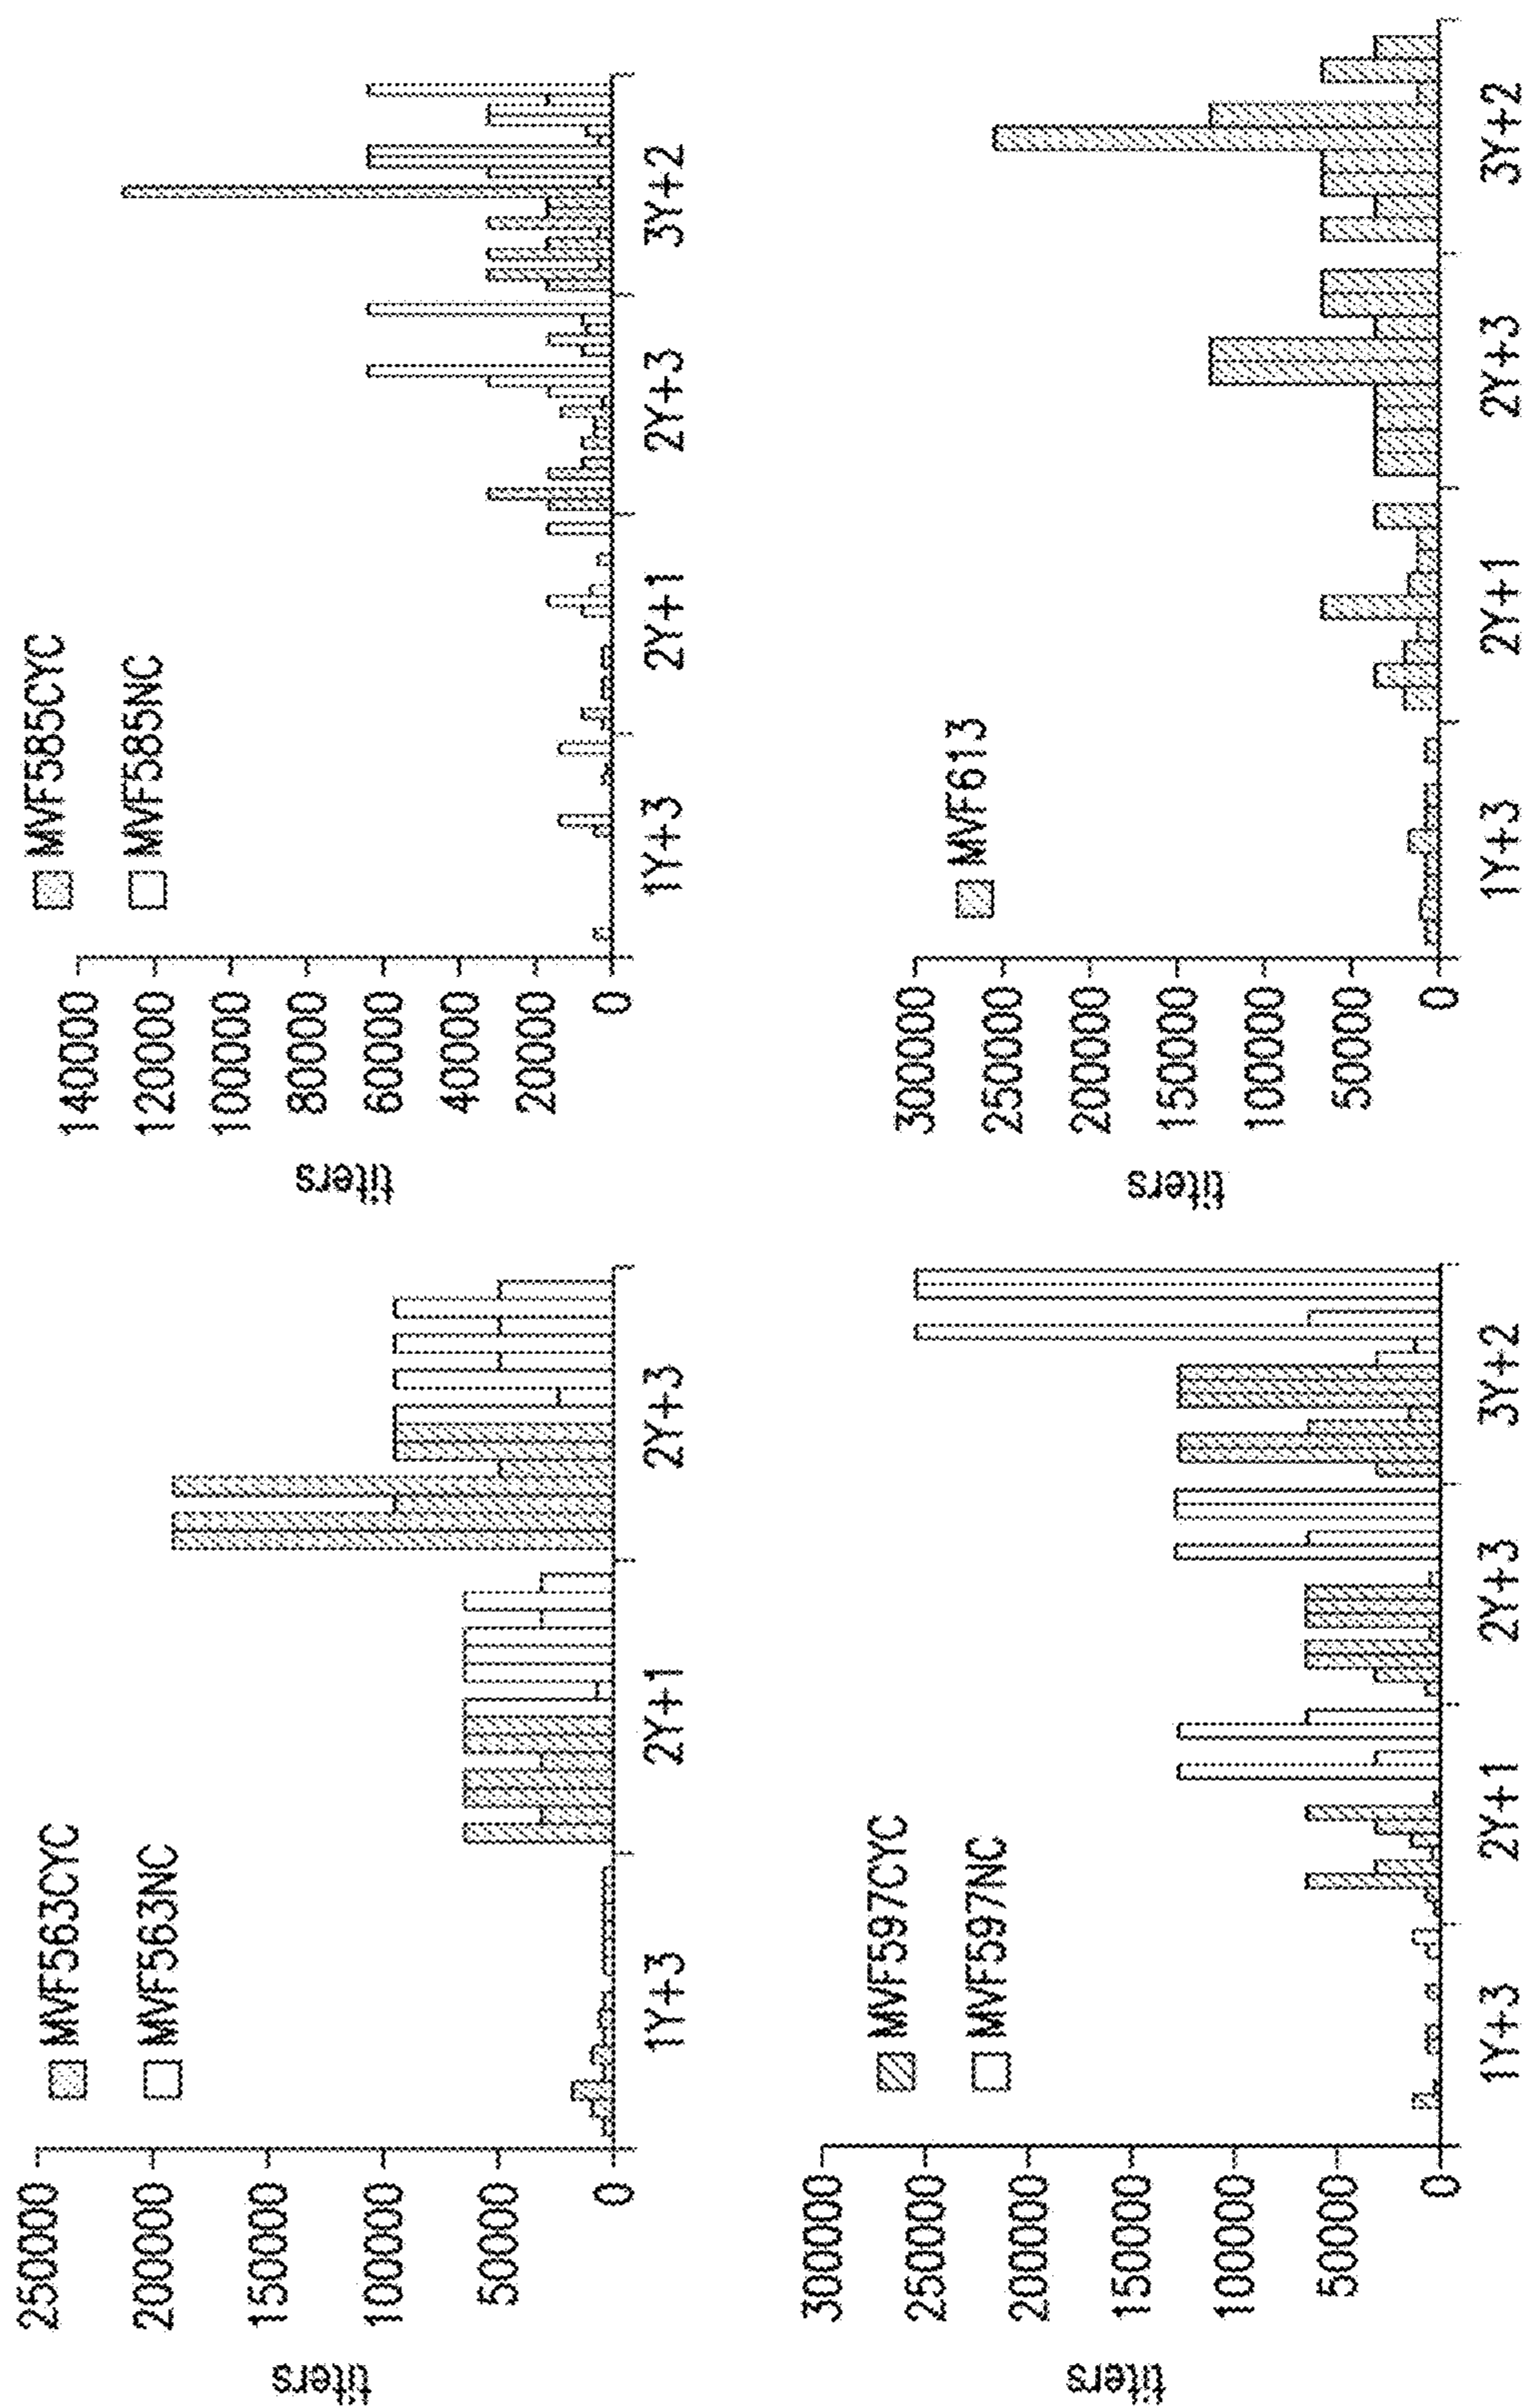 MVF563CYC
MVF563NC
titers
250000
200000
150000
100000
50000
0
1Y+3
2Y+1
2Y+3
MVF585CYC
MVF585NC
titers
140000
120000
100000
80000
60000
40000
20000
0
1Y+3
2Y+1
2Y+3
3Y+2
MVF597CYC
MVF597NC
titers
300000
250000
200000
150000
100000
50000
0
1Y+3
2Y+1
2Y+3
3Y+2
MVF613
titers
300000
250000
200000
150000
100000
50000
0
1Y+3
2Y+1
2Y+3
3Y+2